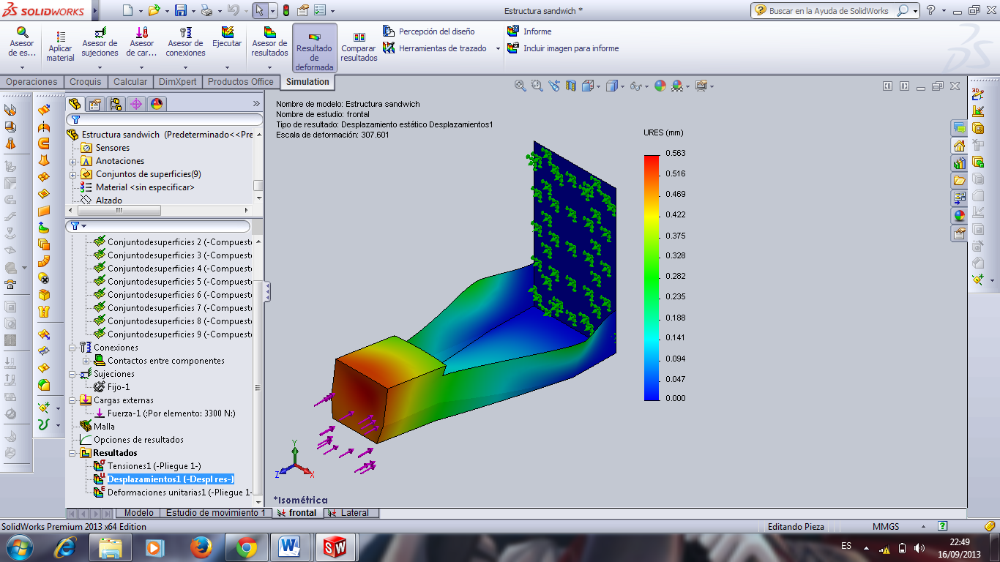 SOLIDWORKS
Estructura sandwich *
Buscar en la Ayuda de SolidWorks
Asesor de es...
Aplicar material
Asesor de sujeciones
Asesor de car...
Asesor de conexiones
Ejecutar
Asesor de resultados
Resultado de deformada
Comparar resultados
Percepción del diseño
Herramientas de trazado
Informe
Incluir imagen para informe
Operaciones
Croquis
Calcular
DimXpert
Productos Office
Simulation
Estructura sandwich (Predeterminado<<Pre
Sensores
Anotaciones
Conjuntos de superficies(9)
Material <sin especificar>
Alzado
Conjuntodesuperficies 2 (-Compuest
Conjuntodesuperficies 3 (-Compuest
Conjuntodesuperficies 4 (-Compuest
Conjuntodesuperficies 5 (-Compuest
Conjuntodesuperficies 6 (-Compuest
Conjuntodesuperficies 7 (-Compuest
Conjuntodesuperficies 8 (-Compuest
Conjuntodesuperficies 9 (-Compuest
Conexiones
Contactos entre componentes
Sujeciones
Fijo-1
Cargas externas
Fuerza-1 (:Por elemento: 3300 N:)
Malla
Opciones de resultados
Resultados
Tensiones1 (-Pliegue 1-)
Desplazamientos1 (-Despl res-)
Deformaciones unitarias1 (-Pliegue 1-
Nombre de modelo: Estructura sandwich
Nombre de estudio: frontal
Tipo de resultado: Desplazamiento estático Desplazamientos1
Escala de deformación: 307.601
URES (mm)
0.563
0.516
0.469
0.422
0.375
0.328
0.282
0.235
0.188
0.141
0.094
0.047
0.000
Y
Z
X
*Isométrica
Modelo
Estudio de movimiento 1
frontal
Lateral
SolidWorks Premium 2013 x64 Edition
Editando Pieza
MMGS
ES
22:49
16/09/2013